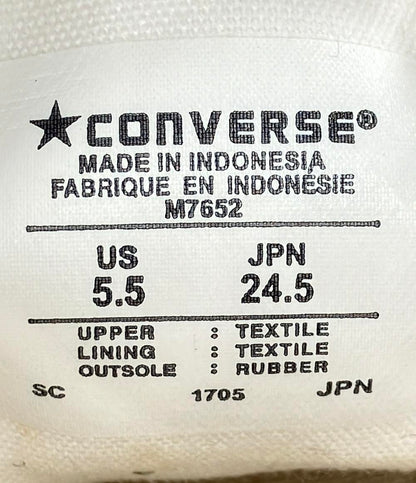 ★CONVERSE®
MADE IN INDONESIA
FABRIQUE EN INDONÉSIE
M7652
US JPN
5.5 24.5
UPPER : TEXTILE
LINING : TEXTILE
OUTSOLE : RUBBER
SC 1705 JPN